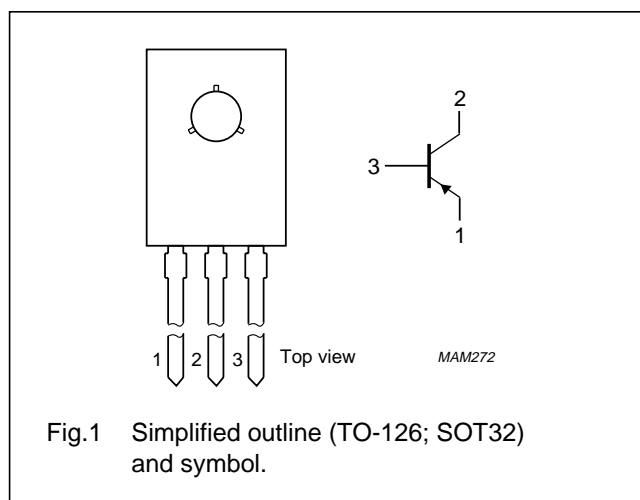 2
3
1
1 2 3 Top view MAM272
Fig.1 Simplified outline (TO-126; SOT32)
and symbol.